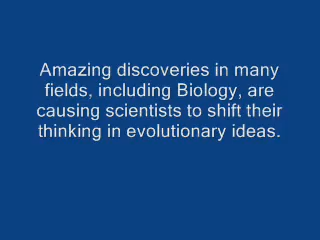 Amazing discoveries in many
fields, including Biology, are
causing scientists to shift their
thinking in evolutionary ideas.